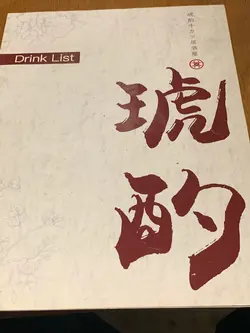 Drink List
琥
酌